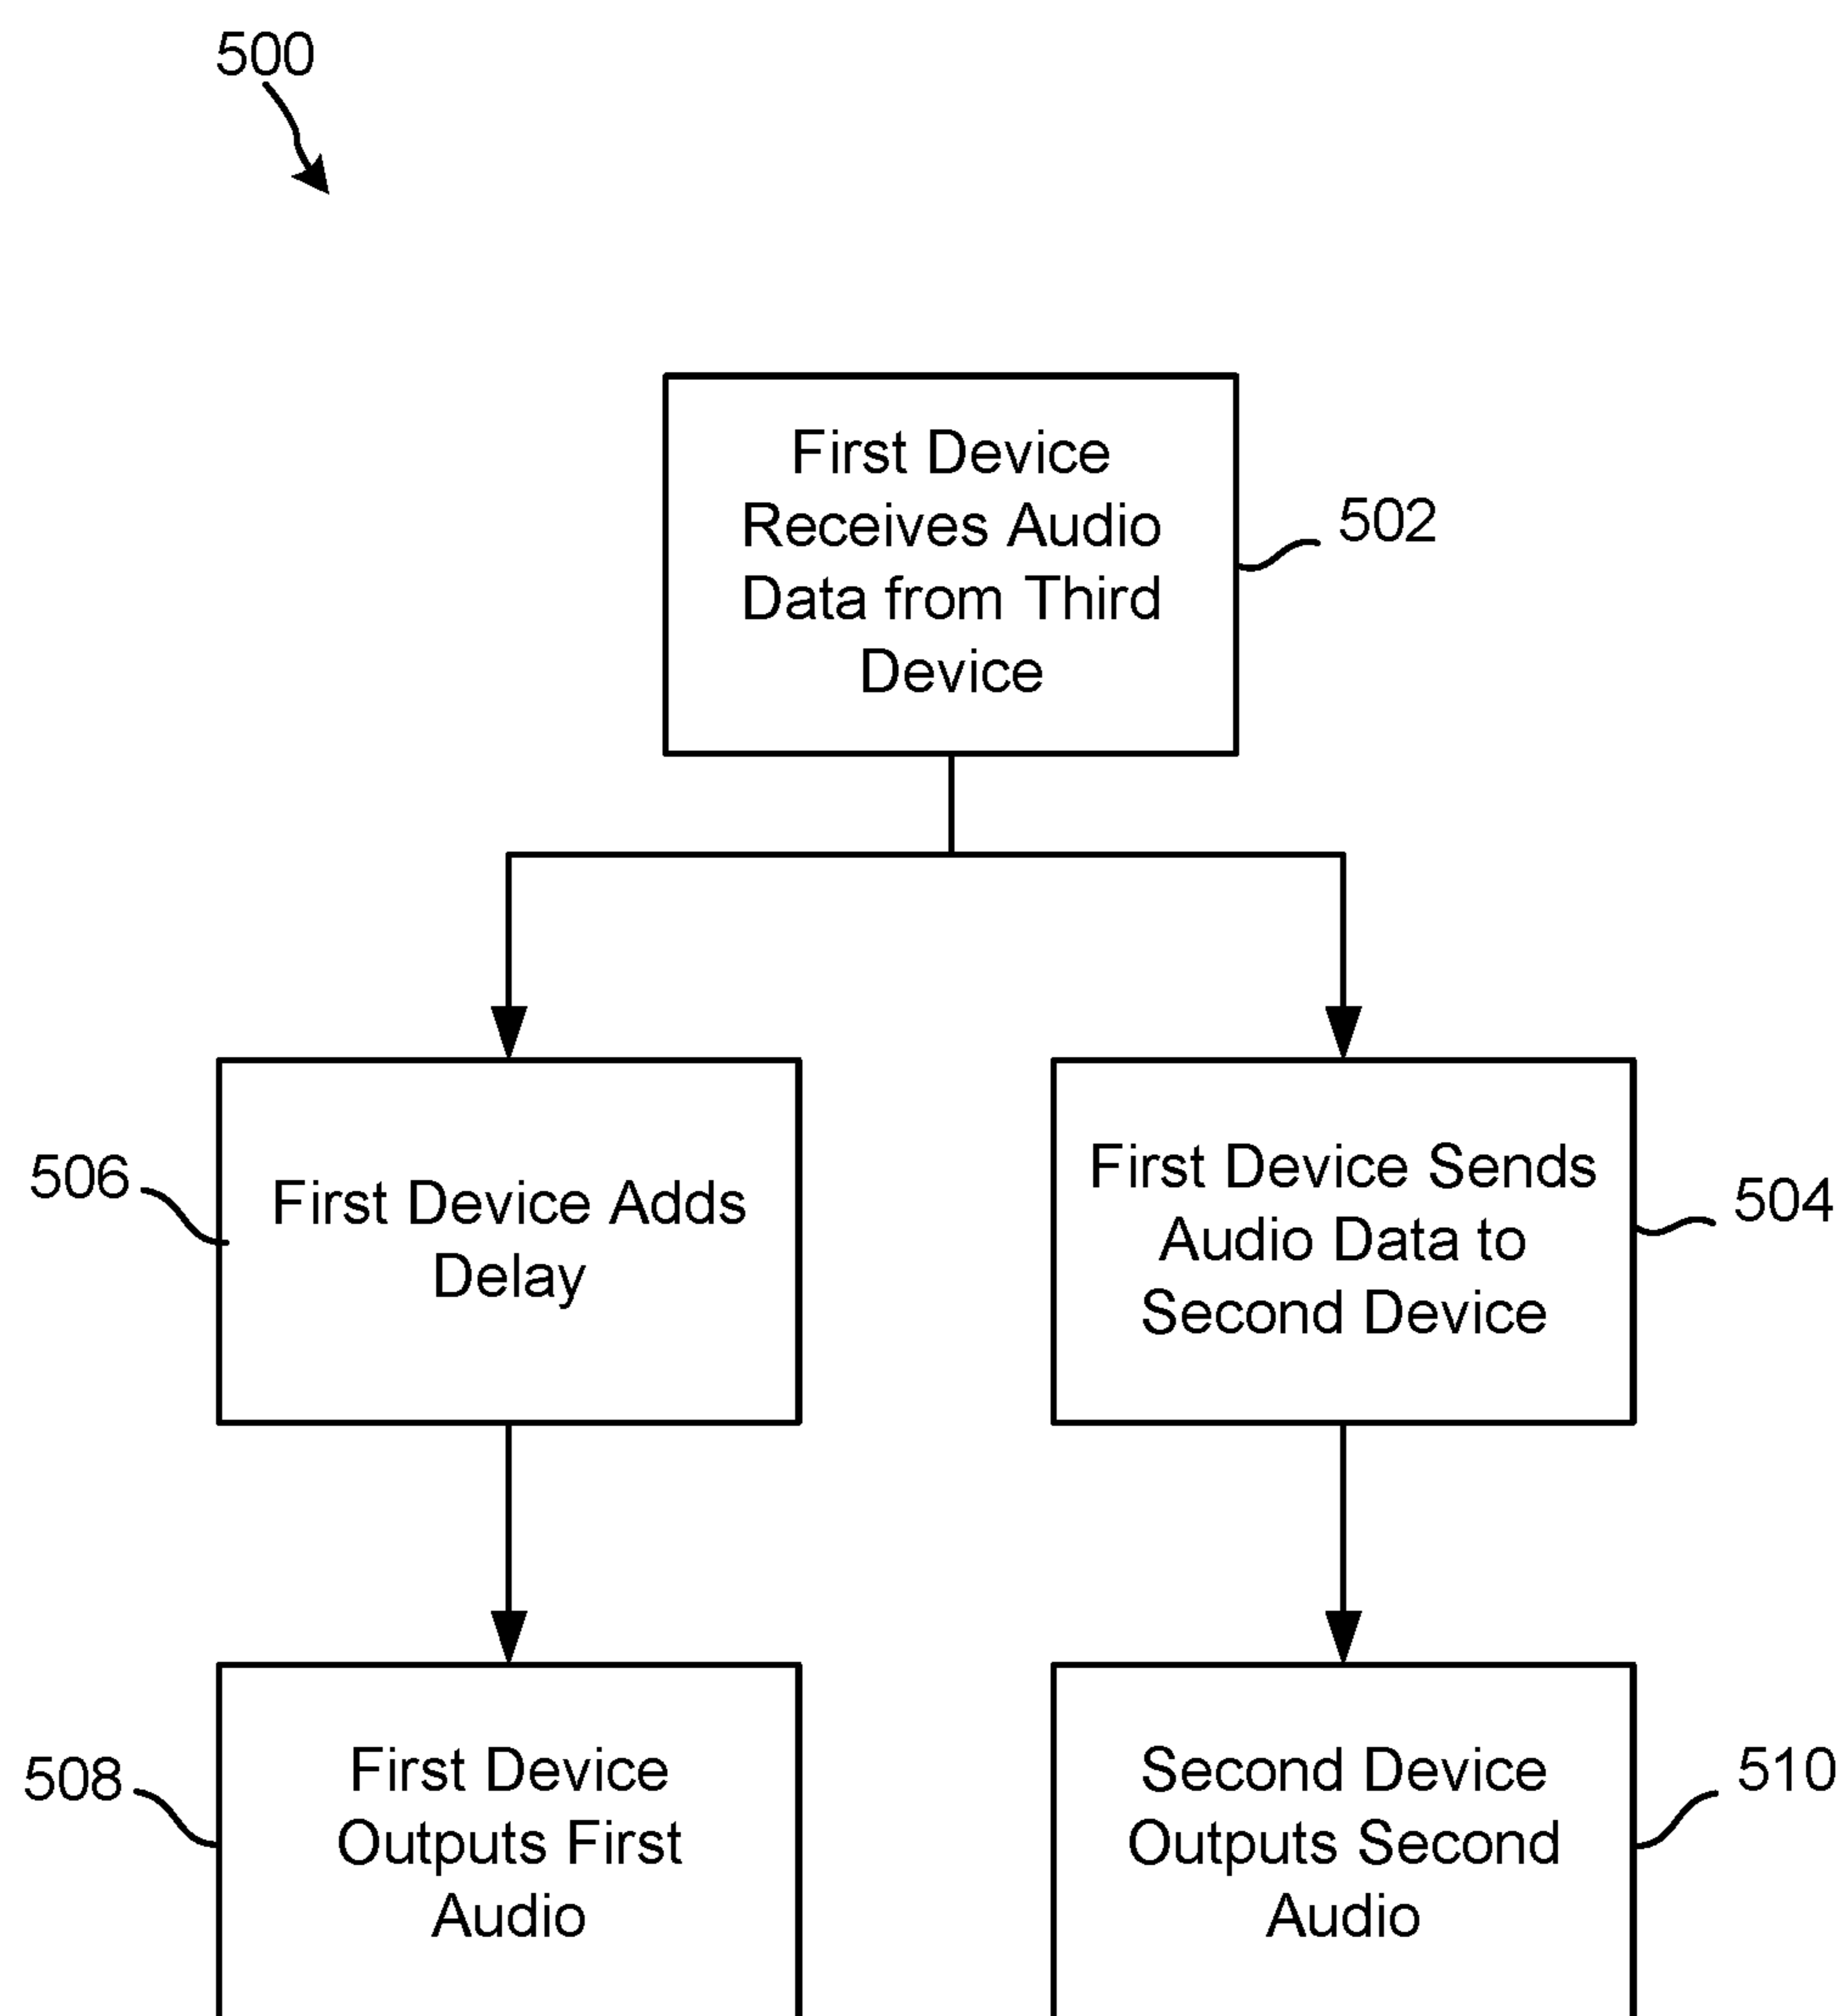 500
First Device
Receives Audio
Data from Third
Device
502
506
First Device Adds
Delay
First Device Sends
Audio Data to
Second Device
504
508
First Device
Outputs First
Audio
Second Device
Outputs Second
Audio
510